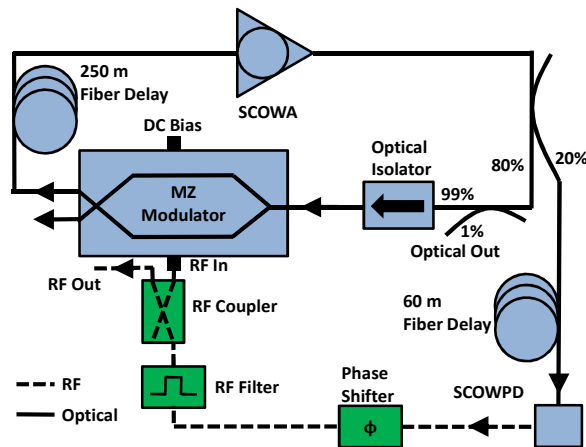 250 m
Fiber Delay
SCOWA
DC Bias
Optical
Isolator
80%
20%
99%
1%
Optical Out
MZ
Modulator
RF In
RF Out
RF Coupler
60 m
Fiber Delay
RF Filter
Phase
Shifter
SCOWPD
Φ
RF
Optical